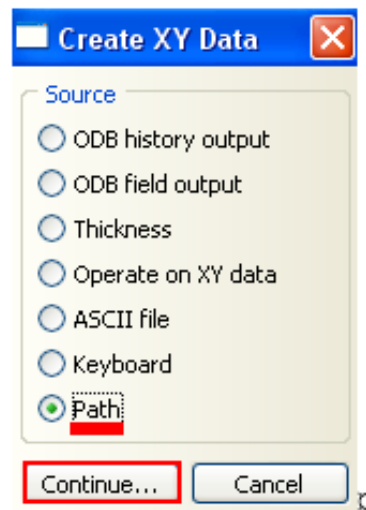 Create XY Data
Source
ODB history output
ODB field output
Thickness
Operate on XY data
ASCII file
Keyboard
Path
Continue... Cancel